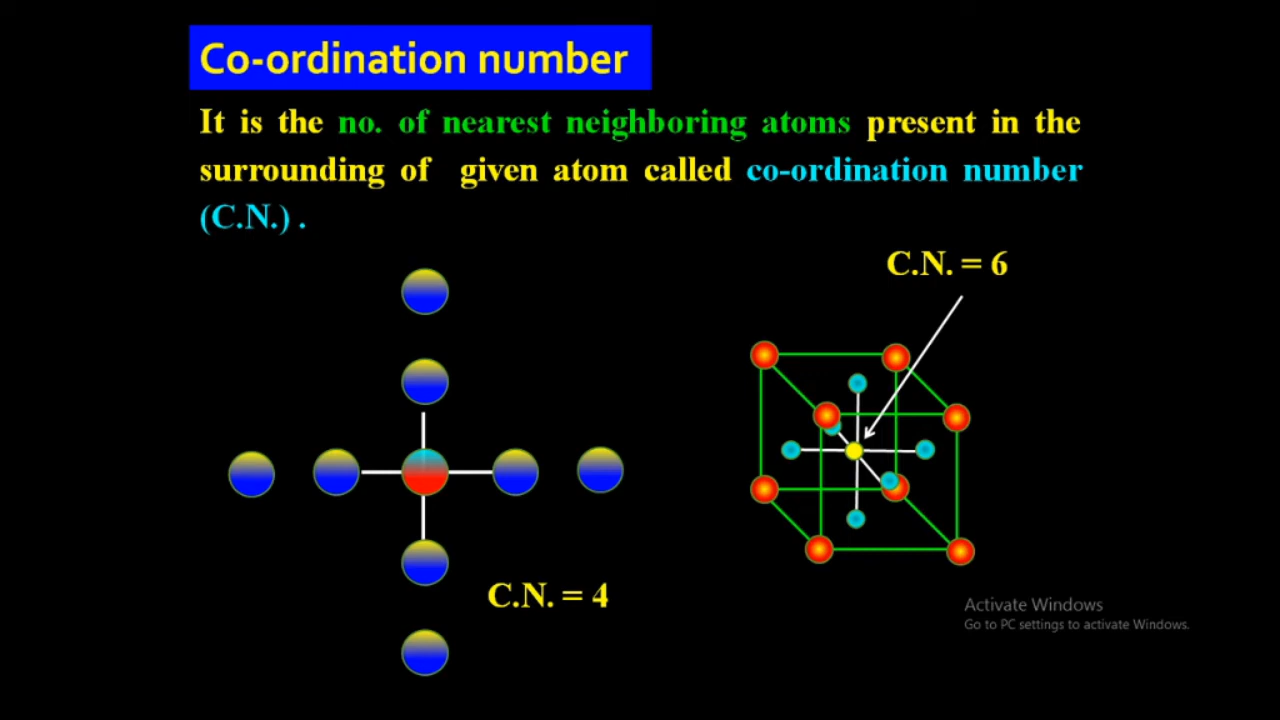 Co-ordination number
It is the no. of nearest neighboring atoms present in the
surrounding of given atom called co-ordination number
(C.N.) .
C.N. = 6
C.N. = 4
Activate Windows
Go to PC settings to activate Windows.